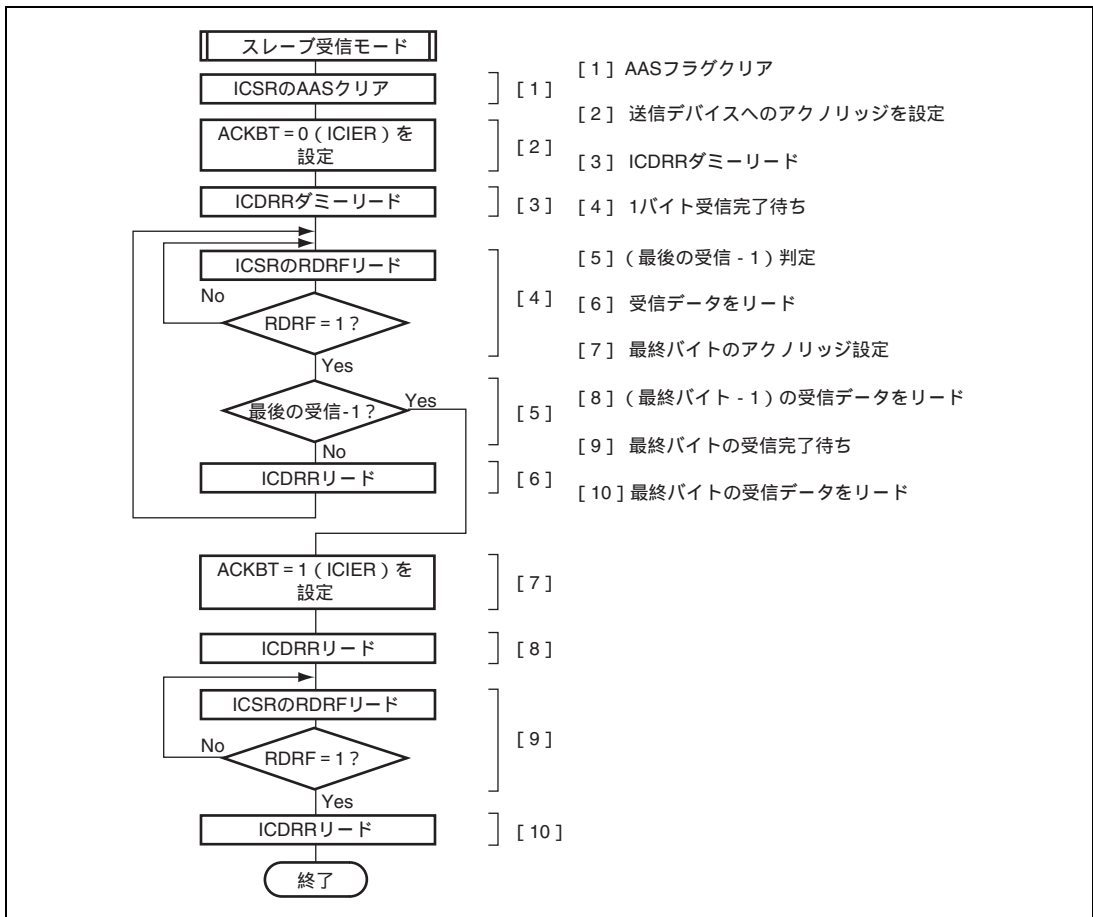 スレーブ受信モード
ICSRのAASクリア
[ 1 ]
ACKBT = 0 ( ICIER ) を
設定
[ 2 ]
ICDRRダミーリード
[ 3 ]
ICSRのRDRFリード
No
RDRF = 1 ?
[ 4 ]
Yes
最後の受信-1 ?
Yes
[ 5 ]
No
ICDRRリード
[ 6 ]
ACKBT = 1 ( ICIER ) を
設定
[ 7 ]
ICDRRリード
[ 8 ]
ICSRのRDRFリード
No
RDRF = 1 ?
[ 9 ]
Yes
ICDRRリード
[ 10 ]
終了
[ 1 ] AASフラグクリア
[ 2 ] 送信デバイスへのアクノリッジを設定
[ 3 ] ICDRRダミーリード
[ 4 ] 1バイト受信完了待ち
[ 5 ] ( 最後の受信 - 1 ) 判定
[ 6 ] 受信データをリード
[ 7 ] 最終バイトのアクノリッジ設定
[ 8 ] ( 最終バイト - 1 ) の受信データをリード
[ 9 ] 最終バイトの受信完了待ち
[ 10 ] 最終バイトの受信データをリード